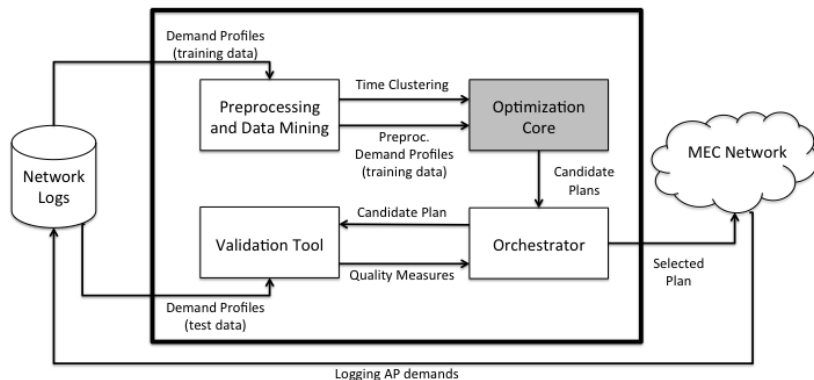 Demand Profiles
(training data)
Preprocessing
and Data Mining
Time Clustering
Preproc.
Demand Profiles
(training data)
Optimization
Core
MEC Network
Network
Logs
Candidate
Plans
Validation Tool
Candidate Plan
Quality Measures
Orchestrator
Selected
Plan
Demand Profiles
(test data)
Logging AP demands